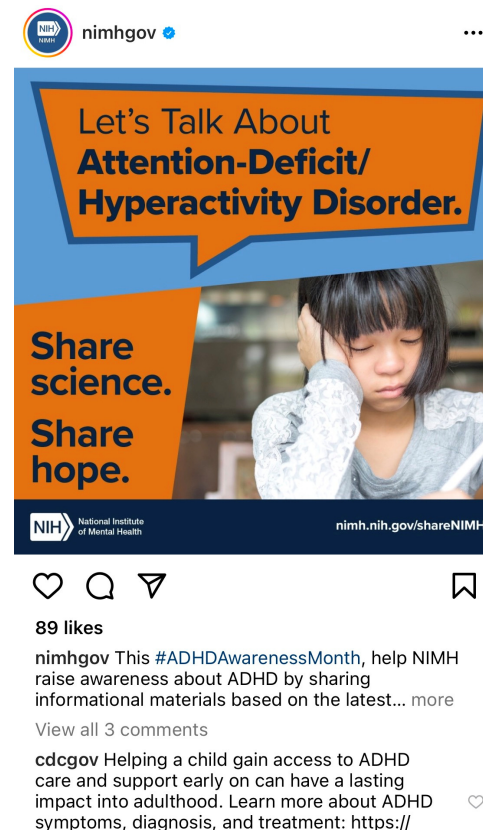 NIH
NIMH
nimhgov
Let's Talk About
Attention-Deficit/
Hyperactivity Disorder.
Share
science.
Share
hope.
NIH
National Institute
of Mental Health
nimh.nih.gov/shareNIMH
89 likes
nimhgov This #ADHDAwarenessMonth, help NIMH
raise awareness about ADHD by sharing
informational materials based on the latest... more
View all 3 comments
cdcgov Helping a child gain access to ADHD
care and support early on can have a lasting
impact into adulthood. Learn more about ADHD
symptoms, diagnosis, and treatment: https://